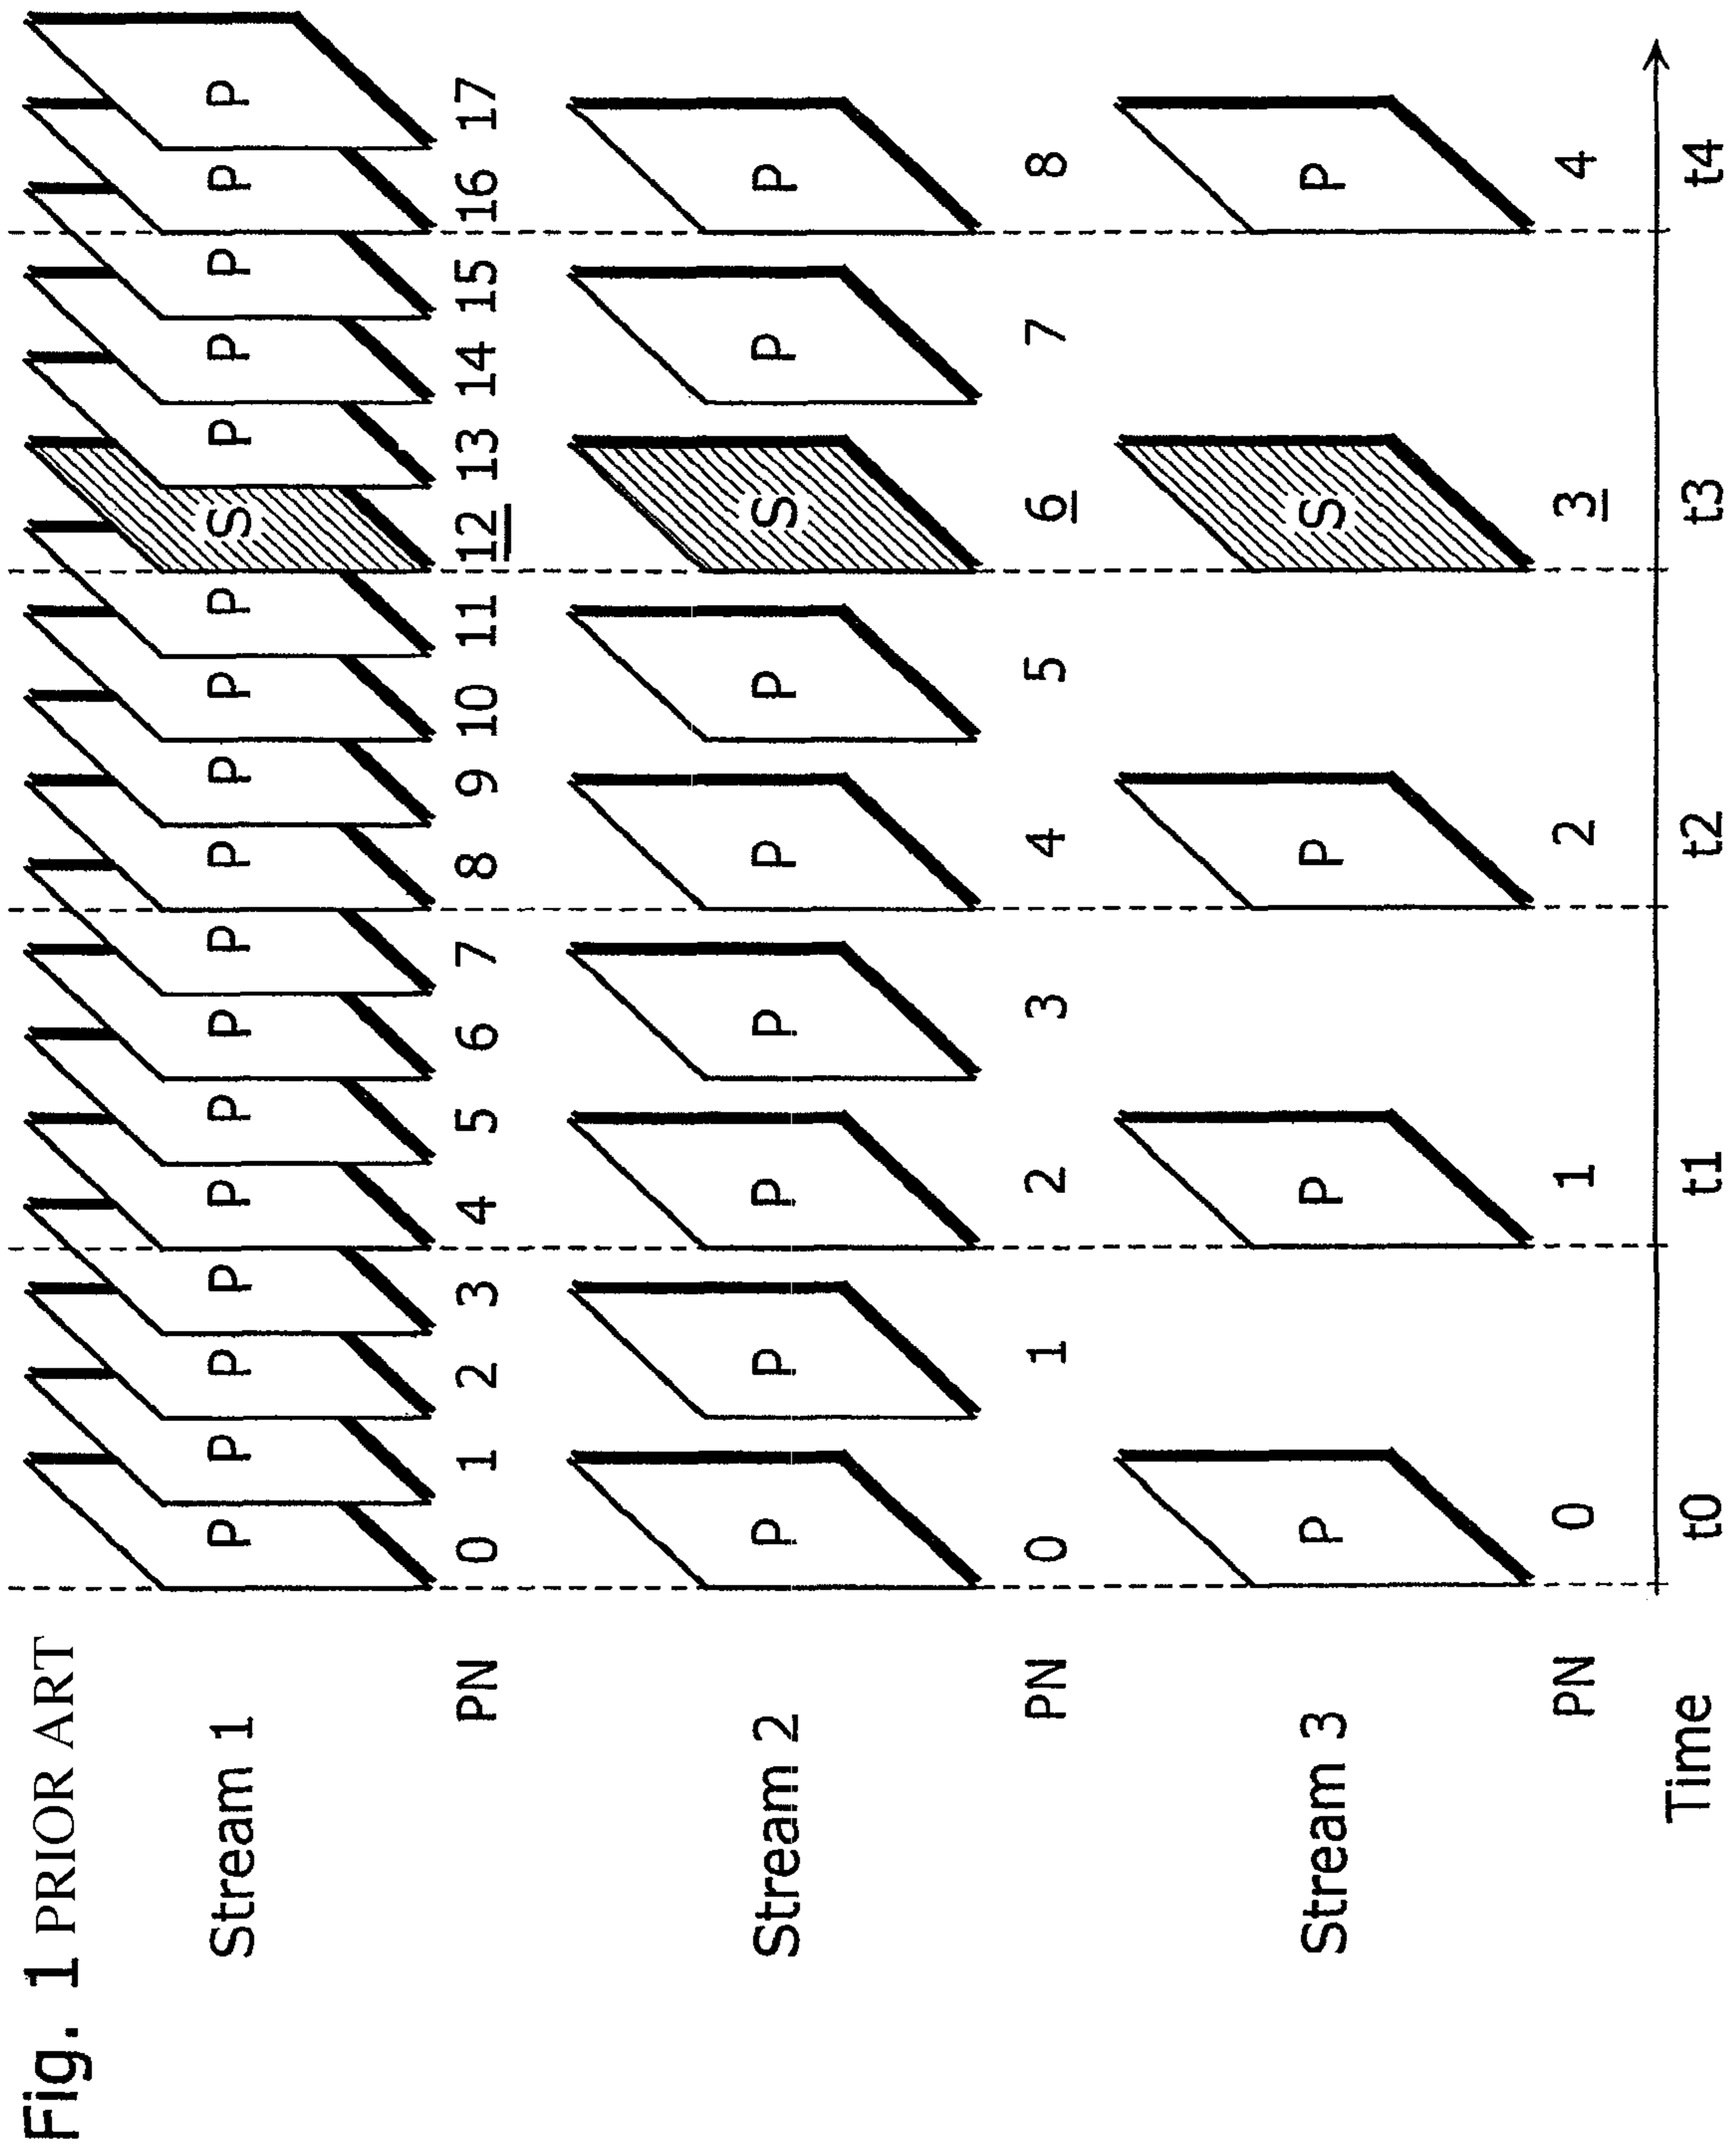 Fig. 1 PRIOR ART
Stream 1
P P P P P P P P P P P P S P P P P P
PN 0 1 2 3 4 5 6 7 8 9 10 11 12 13 14 15 16 17
Stream 2
P P P P P P S P P
PN 0 1 2 3 4 5 6 7 8
Stream 3
P P P S P
PN 0 1 2 3 4
Time t0 t1 t2 t3 t4